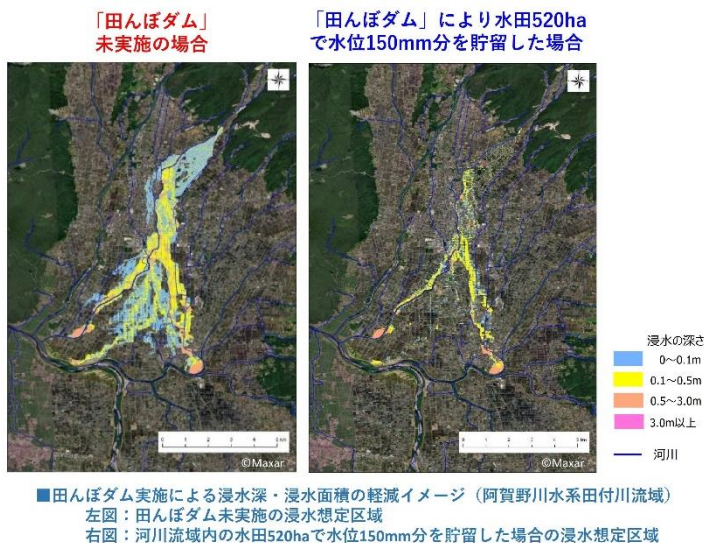 「田んぼダム」
未実施の場合
「田んぼダム」により水田520ha
で水位150mm分を貯留した場合
©Maxar
©Maxar
浸水の深さ
0～0.1m
0.1～0.5m
0.5～3.0m
3.0m以上
河川
■田んぼダム実施による浸水深・浸水面積の軽減イメージ（阿賀野川水系田付川流域）
左図：田んぼダム未実施の浸水想定区域
右図：河川流域内の水田520haで水位150mm分を貯留した場合の浸水想定区域